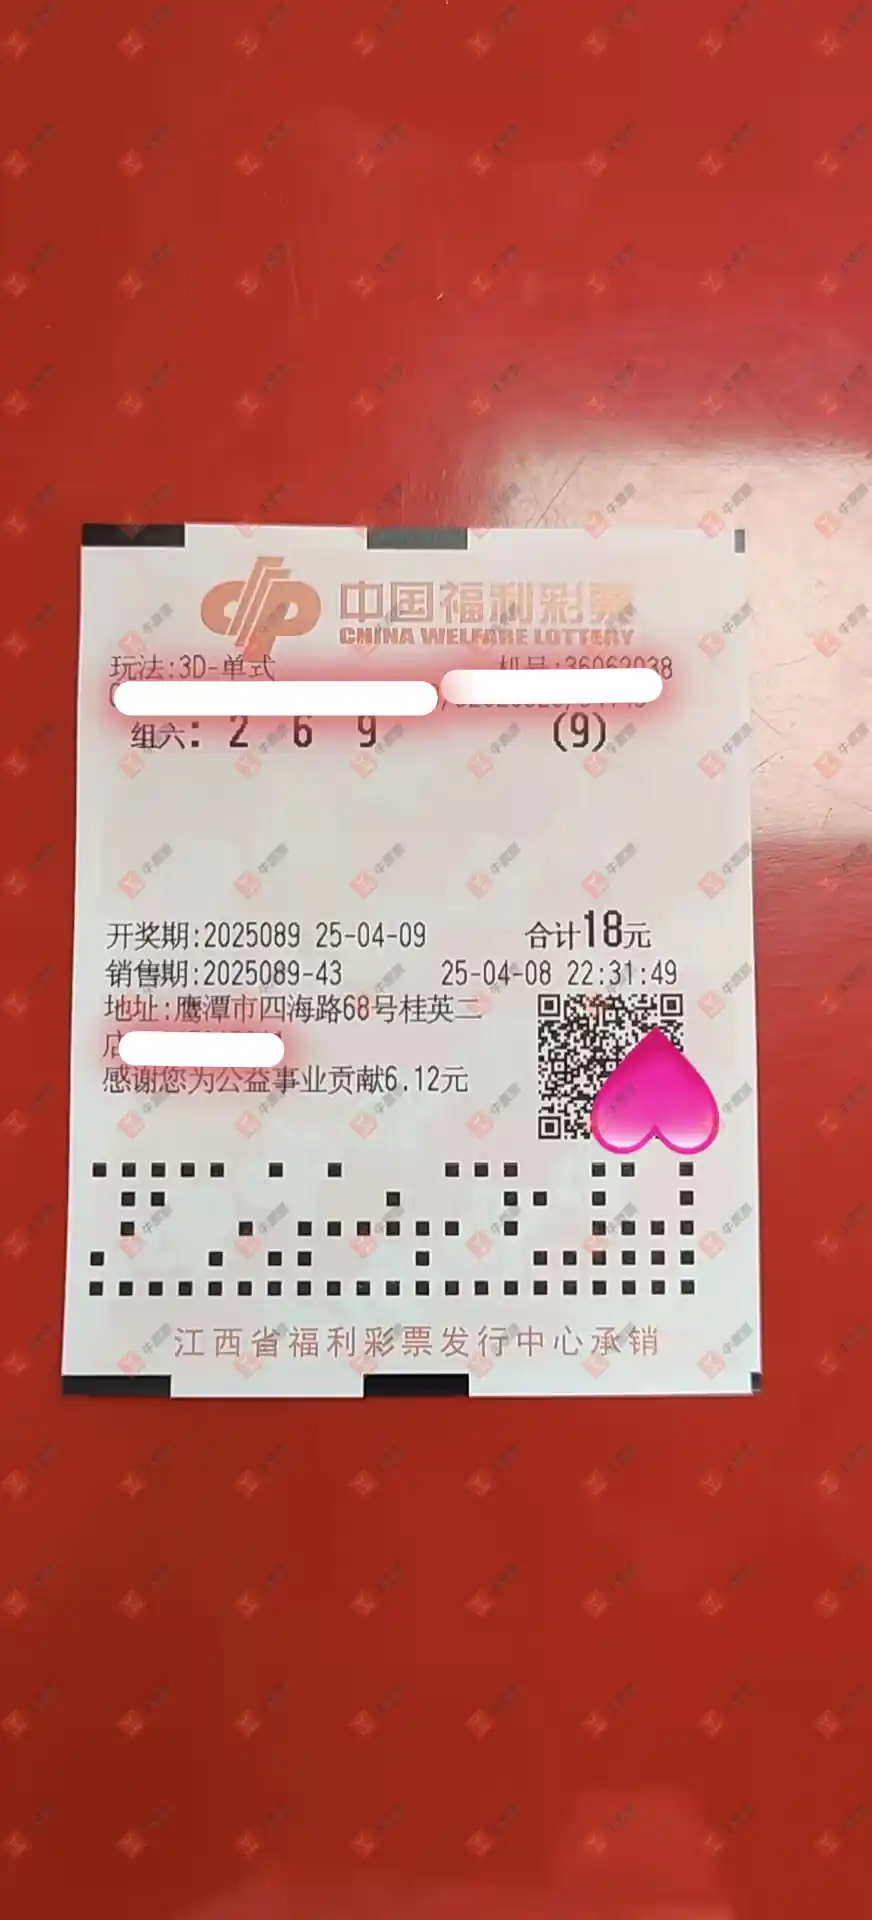 中国福利彩票
CHINA WELFARE LOTTERY
玩法:3D-单式 机号:36062038
组六: 2 6 9 (9)
开奖期:2025089 25-04-09 合计18元
销售期:2025089-43 25-04-08 22:31:49
地址:鹰潭市四海路68号桂英二
店
感谢您为公益事业贡献6.12元
江西省福利彩票发行中心承销